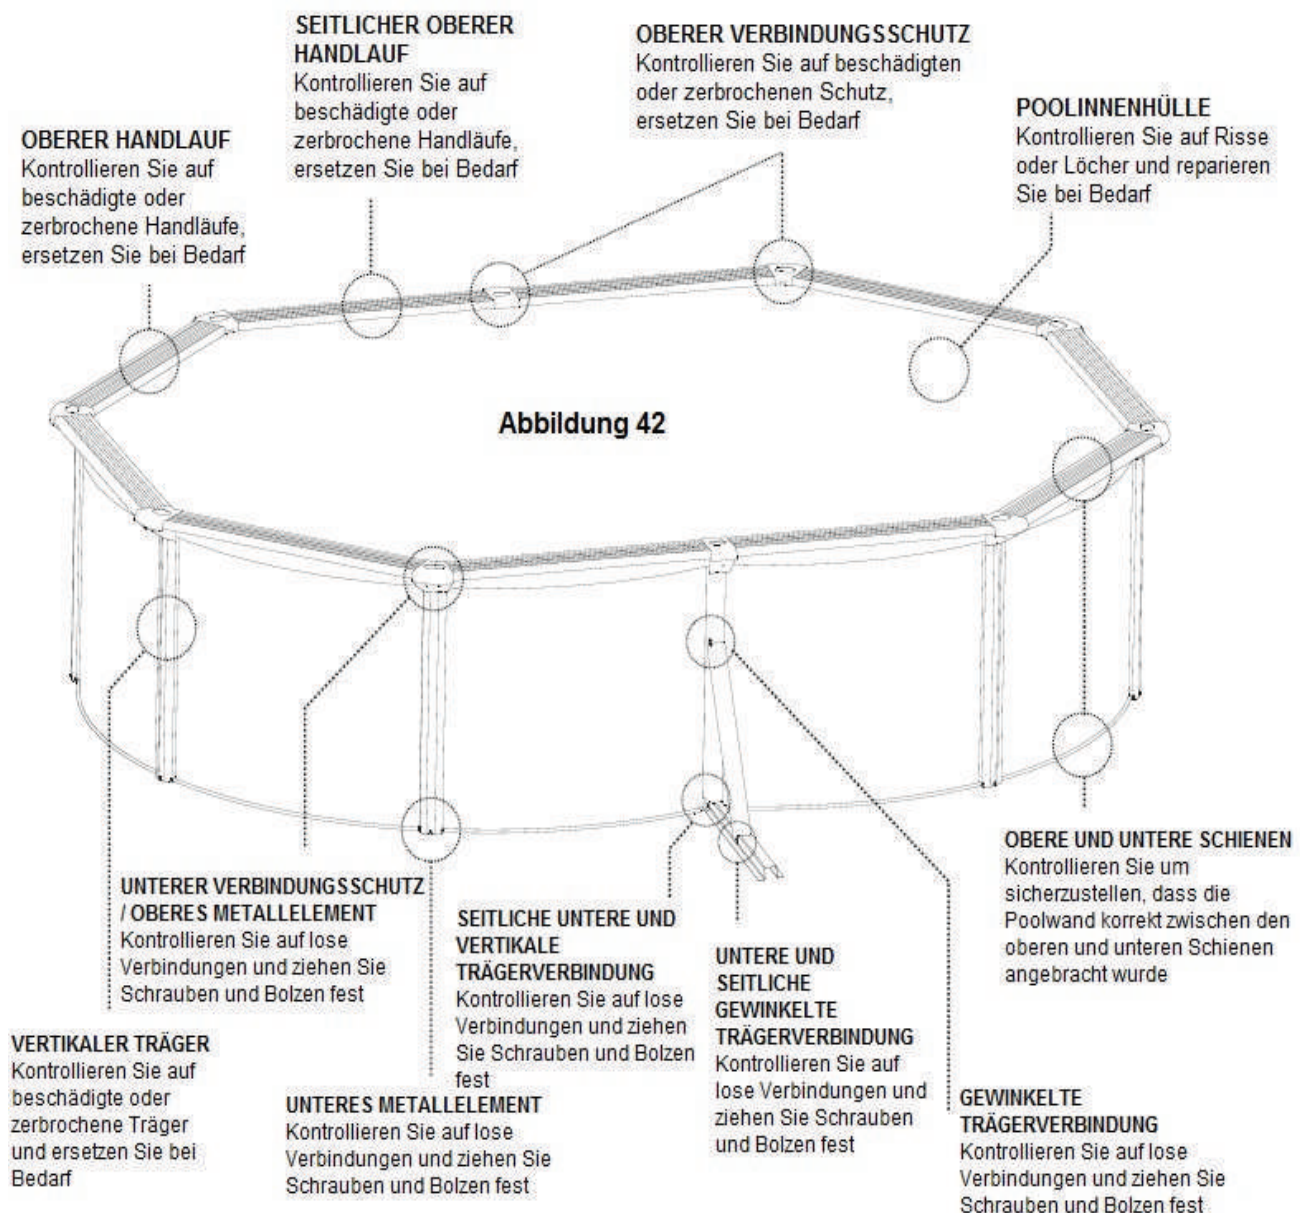 SEITLICHER OBERER
HANDLAUF
Kontrollieren Sie auf
beschädigte oder
zerbrochene Handläufe,
ersetzen Sie bei Bedarf
OBERER VERBINDUNGSSCHUTZ
Kontrollieren Sie auf beschädigten
oder zerbrochenen Schutz,
ersetzen Sie bei Bedarf
POOLINNENHÜLLE
Kontrollieren Sie auf Risse
oder Löcher und reparieren
Sie bei Bedarf
OBERER HANDLAUF
Kontrollieren Sie auf
beschädigte oder
zerbrochene Handläufe,
ersetzen Sie bei Bedarf
Abbildung 42
UNTERER VERBINDUNGSSCHUTZ
/ OBERES METALLELEMENT
Kontrollieren Sie auf lose
Verbindungen und ziehen Sie
Schrauben und Bolzen fest
SEITLICHE UNTERE UND
VERTIKALE
TRÄGERVERBINDUNG
Kontrollieren Sie auf lose
Verbindungen und ziehen
Sie Schrauben und Bolzen
fest
UNTERE UND
SEITLICHE
GEWINKELTE
TRÄGERVERBINDUNG
Kontrollieren Sie auf
lose Verbindungen und
ziehen Sie Schrauben
und Bolzen fest
OBERE UND UNTERE SCHIENEN
Kontrollieren Sie um
sicherzustellen, dass die
Poolwand korrekt zwischen den
oberen und unteren Schienen
angebracht wurde
VERTIKALER TRÄGER
Kontrollieren Sie auf
beschädigte oder
zerbrochene Träger
und ersetzen Sie bei
Bedarf
UNTERES METALLELEMENT
Kontrollieren Sie auf lose
Verbindungen und ziehen Sie
Schrauben und Bolzen fest
GEWINKELTE
TRÄGERVERBINDUNG
Kontrollieren Sie auf lose
Verbindungen und ziehen Sie
Schrauben und Bolzen fest